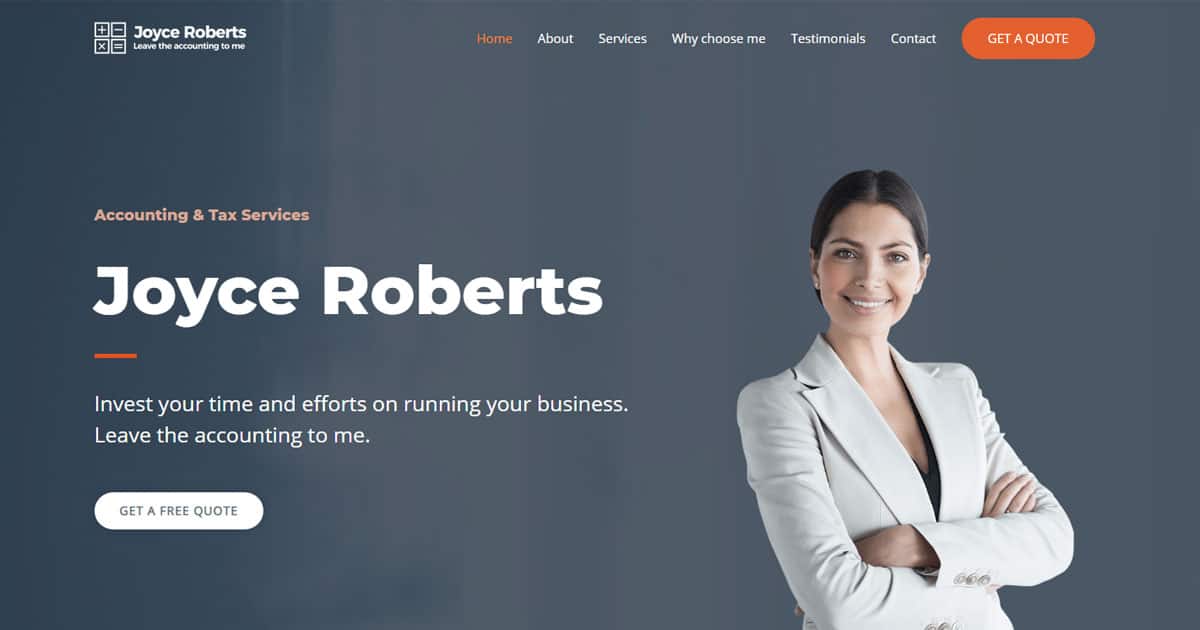 Joyce Roberts
Leave the accounting to me
Home
About
Services
Why choose me
Testimonials
Contact
GET A QUOTE
Accounting & Tax Services
Joyce Roberts
Invest your time and efforts on running your business.
Leave the accounting to me.
GET A FREE QUOTE